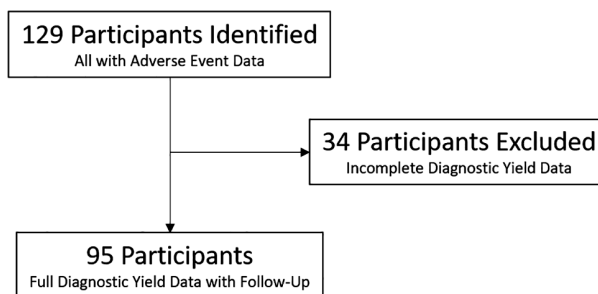 129 Participants Identified
All with Adverse Event Data
34 Participants Excluded
Incomplete Diagnostic Yield Data
95 Participants
Full Diagnostic Yield Data with Follow-Up